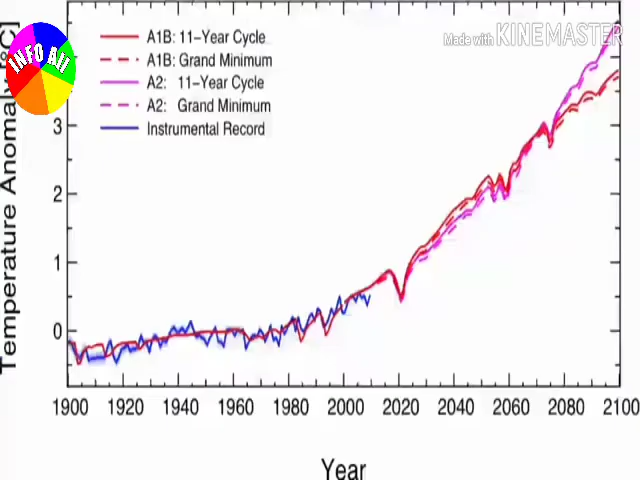 INFO All
Made with KINEMASTER
Temperature Anomaly [°C]
A1B: 11-Year Cycle
A1B: Grand Minimum
A2: 11-Year Cycle
A2: Grand Minimum
Instrumental Record
3
2
1
0
1900 1920 1940 1960 1980 2000 2020 2040 2060 2080 2100
Year